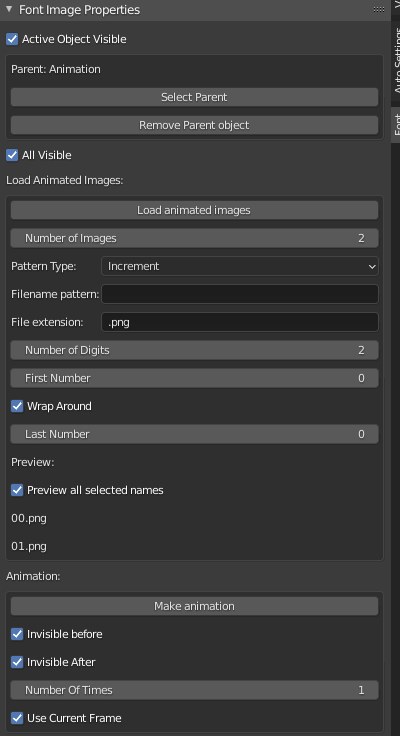 Font Image Properties
Active Object Visible
Parent: Animation
Select Parent
Remove Parent object
All Visible
Load Animated Images:
Load animated images
Number of Images 2
Pattern Type: Increment
Filename pattern:
File extension: .png
Number of Digits 2
First Number 0
Wrap Around
Last Number 0
Preview:
Preview all selected names
00.png
01.png
Animation:
Make animation
Invisible before
Invisible After
Number Of Times 1
Use Current Frame
Auto Settings
Font